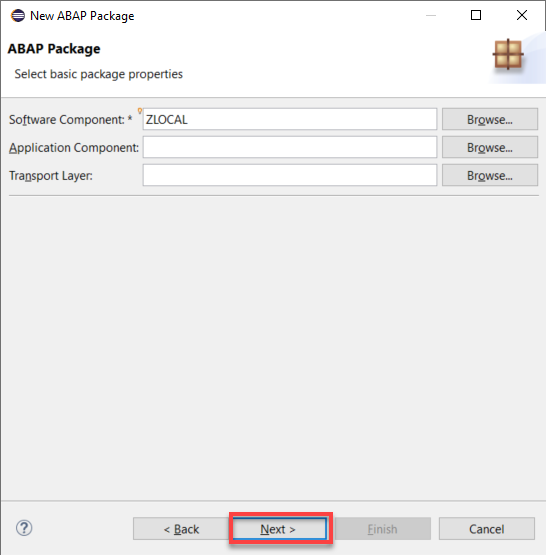 New ABAP Package
ABAP Package
Select basic package properties
Software Component: * ZLOCAL Browse...
Application Component: Browse...
Transport Layer: Browse...
? < Back Next > Finish Cancel